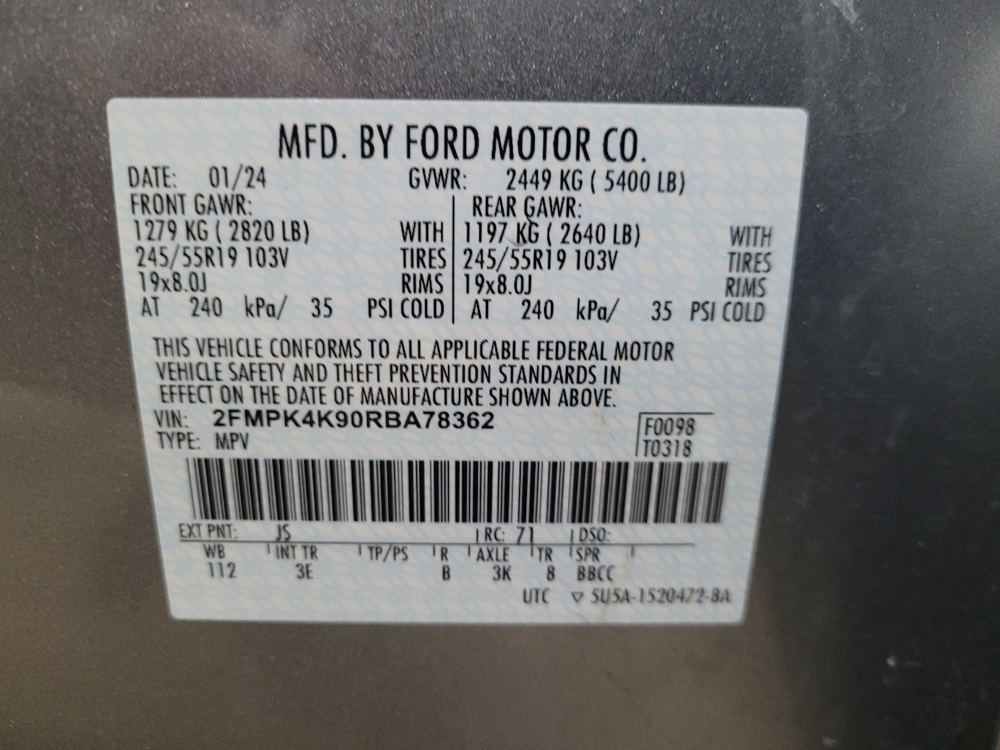 MFD. BY FORD MOTOR CO.
DATE: 01/24 GVWR: 2449 KG ( 5400 LB)
FRONT GAWR: REAR GAWR:
1279 KG ( 2820 LB) WITH 1197 KG ( 2640 LB) WITH
245/55R19 103V TIRES 245/55R19 103V TIRES
19x8.0J RIMS 19x8.0J RIMS
AT 240 kPa/ 35 PSI COLD AT 240 kPa/ 35 PSI COLD
THIS VEHICLE CONFORMS TO ALL APPLICABLE FEDERAL MOTOR
VEHICLE SAFETY AND THEFT PREVENTION STANDARDS IN
EFFECT ON THE DATE OF MANUFACTURE SHOWN ABOVE.
VIN: 2FMPK4K90RBA78362 F0098
TYPE: MPV T0318
EXT PNT: JS RC: 71 DSO:
WB INT TR TP/PS R AXLE TR SPR
112 3E B 3K 8 BBCC
UTC ▽ 5U5A-1520472-BA